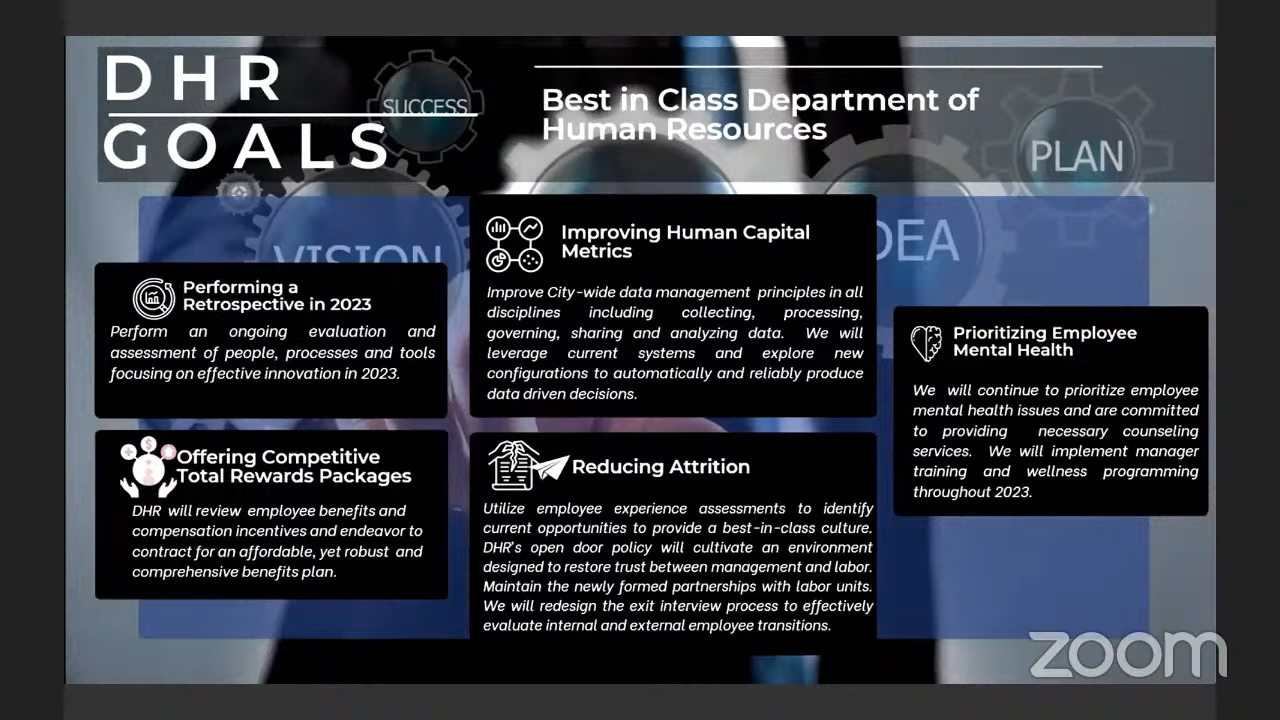 DHR
GOALS
SUCCESS
Best in Class Department of
Human Resources
PLAN
VISION
DEA
Performing a
Retrospective in 2023
Perform an ongoing evaluation and
assessment of people, processes and tools
focusing on effective innovation in 2023.
Offering Competitive
Total Rewards Packages
DHR will review employee benefits and
compensation incentives and endeavor to
contract for an affordable, yet robust and
comprehensive benefits plan.
Improving Human Capital
Metrics
Improve City-wide data management principles in all
disciplines including collecting, processing,
governing, sharing and analyzing data. We will
leverage current systems and explore new
configurations to automatically and reliably produce
data driven decisions.
Reducing Attrition
Utilize employee experience assessments to identify
current opportunities to provide a best-in-class culture.
DHR's open door policy will cultivate an environment
designed to restore trust between management and labor.
Maintain the newly formed partnerships with labor units.
We will redesign the exit interview process to effectively
evaluate internal and external employee transitions.
Prioritizing Employee
Mental Health
We will continue to prioritize employee
mental health issues and are committed
to providing necessary counseling
services. We will implement manager
training and wellness programming
throughout 2023.
zoom